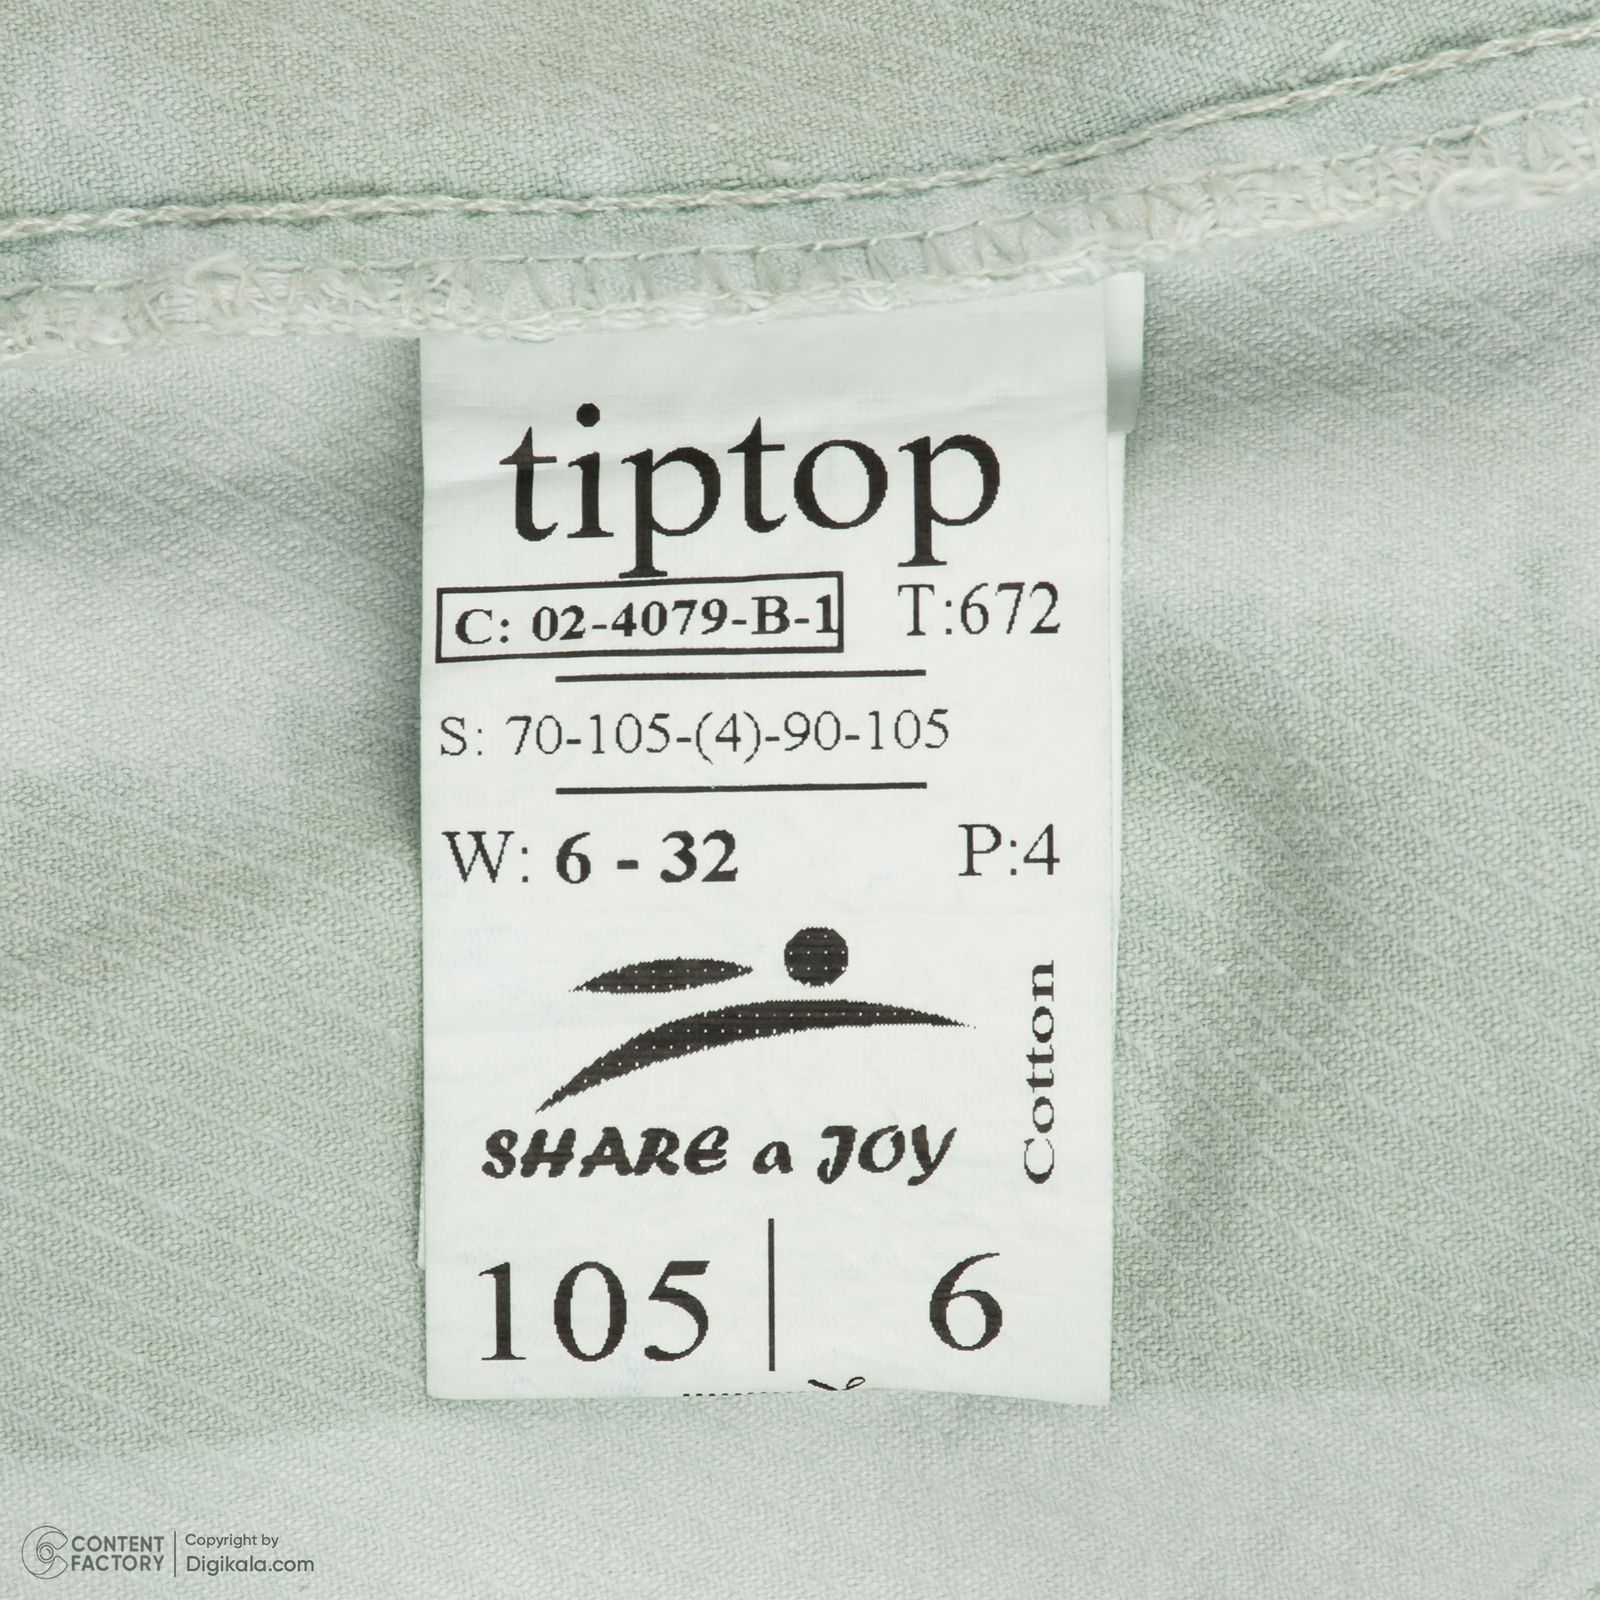 tiptop
C: 02-4079-B-1 T:672
S: 70-105-(4)-90-105
W: 6 - 32 P:4
Cotton
SHARE a JOY
105 | 6
CONTENT FACTORY
Copyright by
Digikala.com